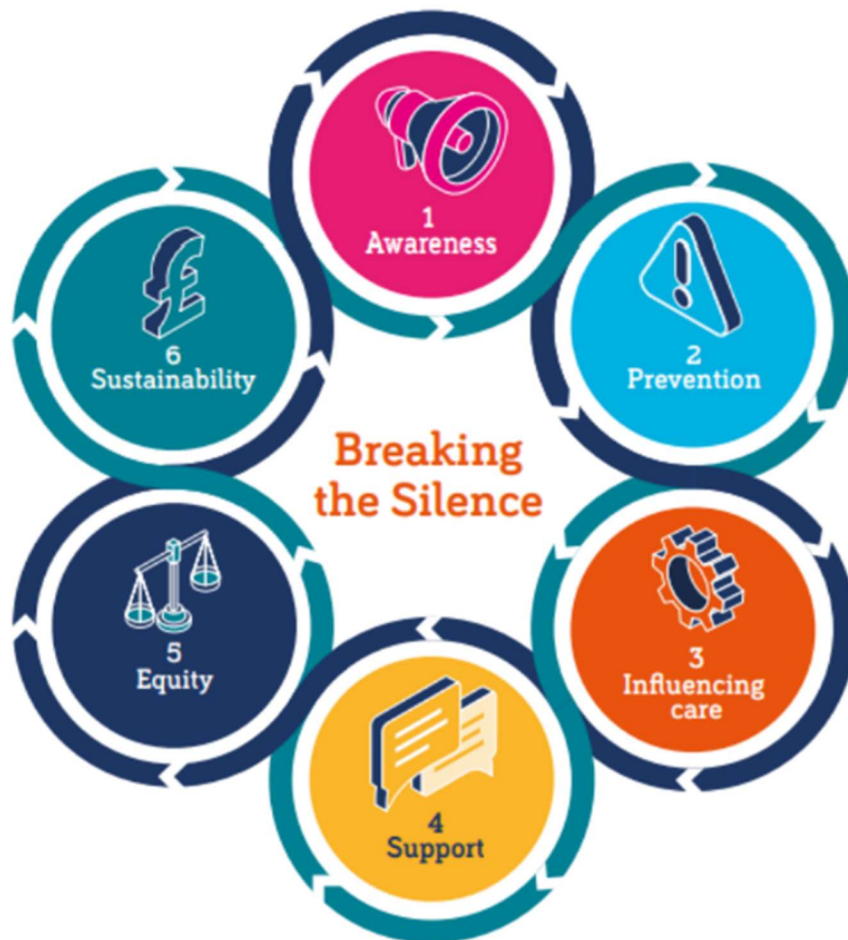 1
Awareness
2
Prevention
3
Influencing
care
4
Support
5
Equity
6
Sustainability
Breaking
the Silence